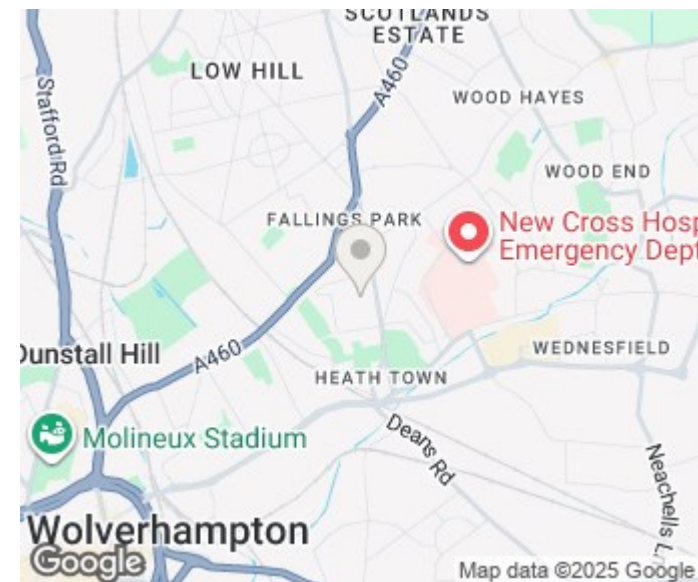 SCOTLANDS
ESTATE
LOW HILL
A460
WOOD HAYES
Stafford Rd
WOOD END
FALLINGS PARK
New Cross Hosp
Emergency Dept
Dunstall Hill
A460
WEDNESFIELD
HEATH TOWN
Molineux Stadium
Deans Rd
Neachells L
Wolverhampton
Google
Map data ©2025 Google